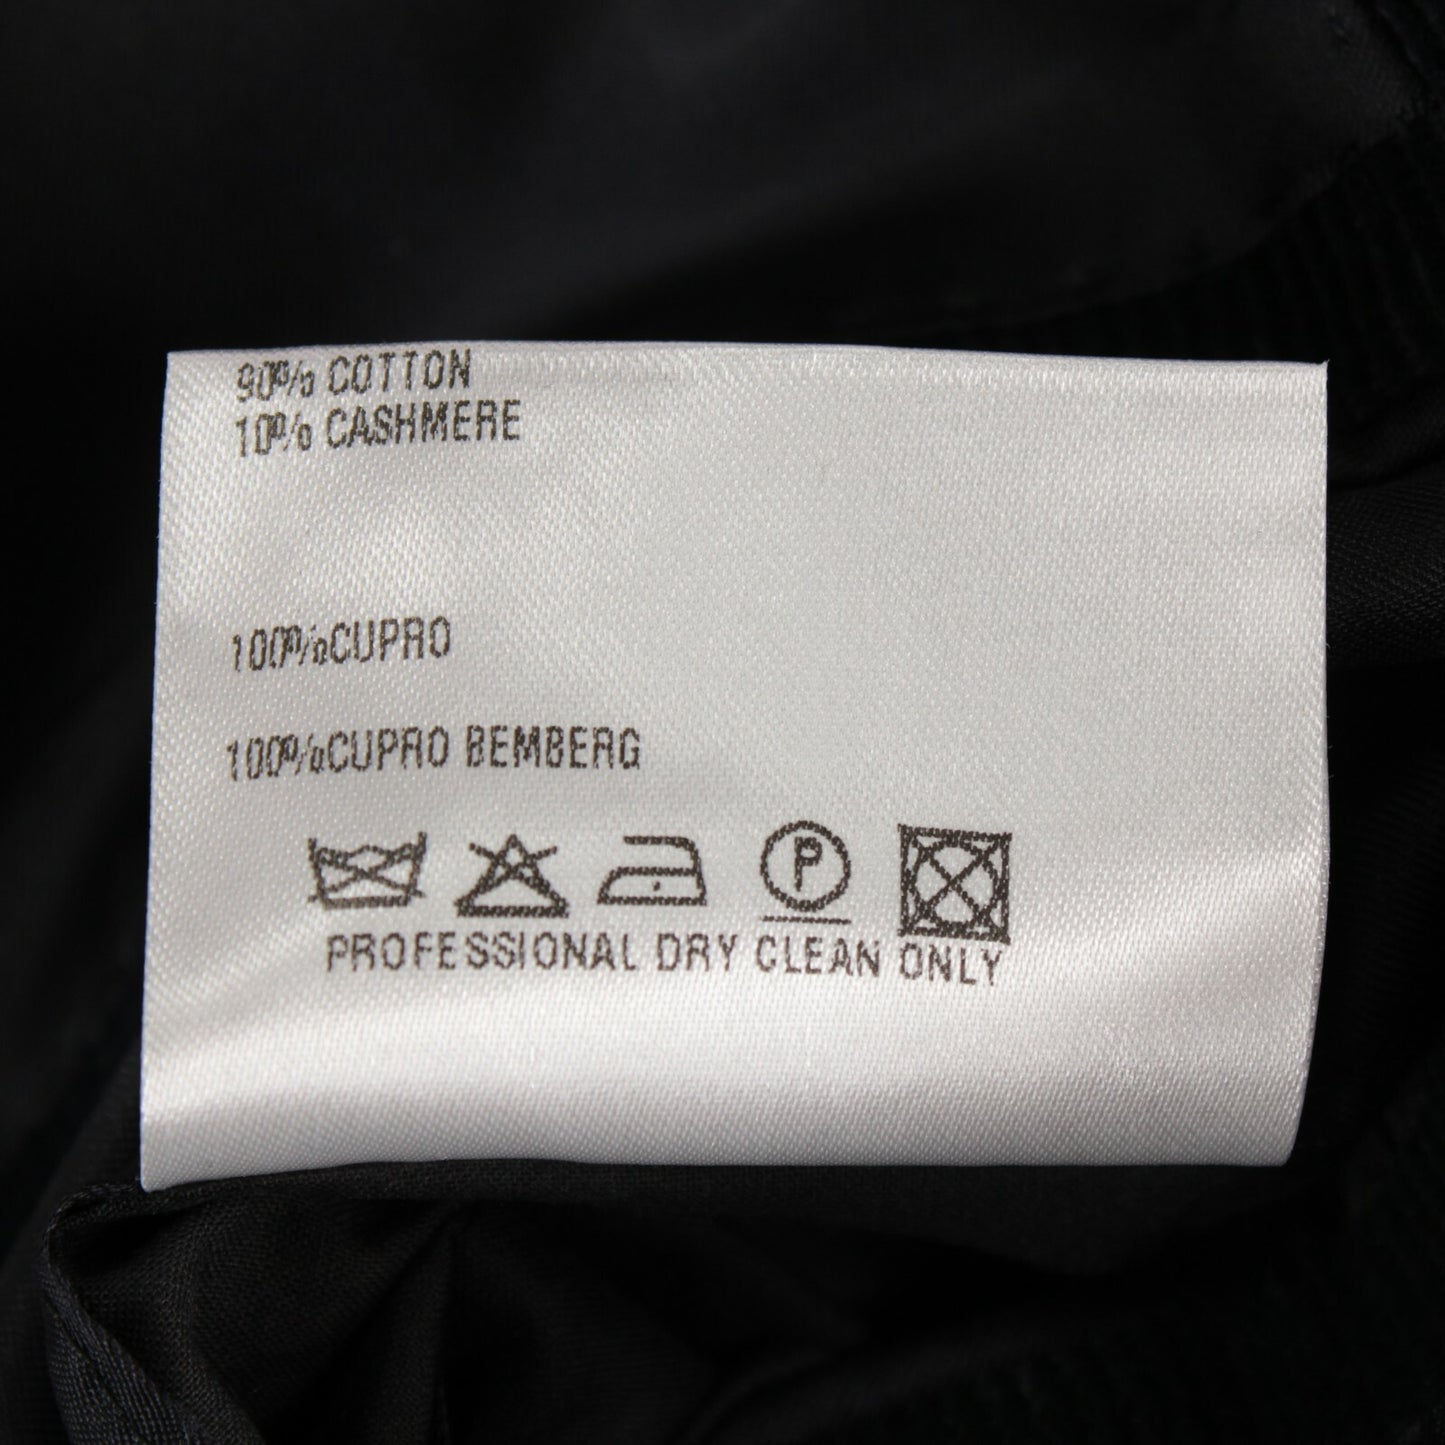 90% COTTON
10% CASHMERE
100%CUPRO
100%CUPRO BEMBERG
P
PROFESSIONAL DRY CLEAN ONLY